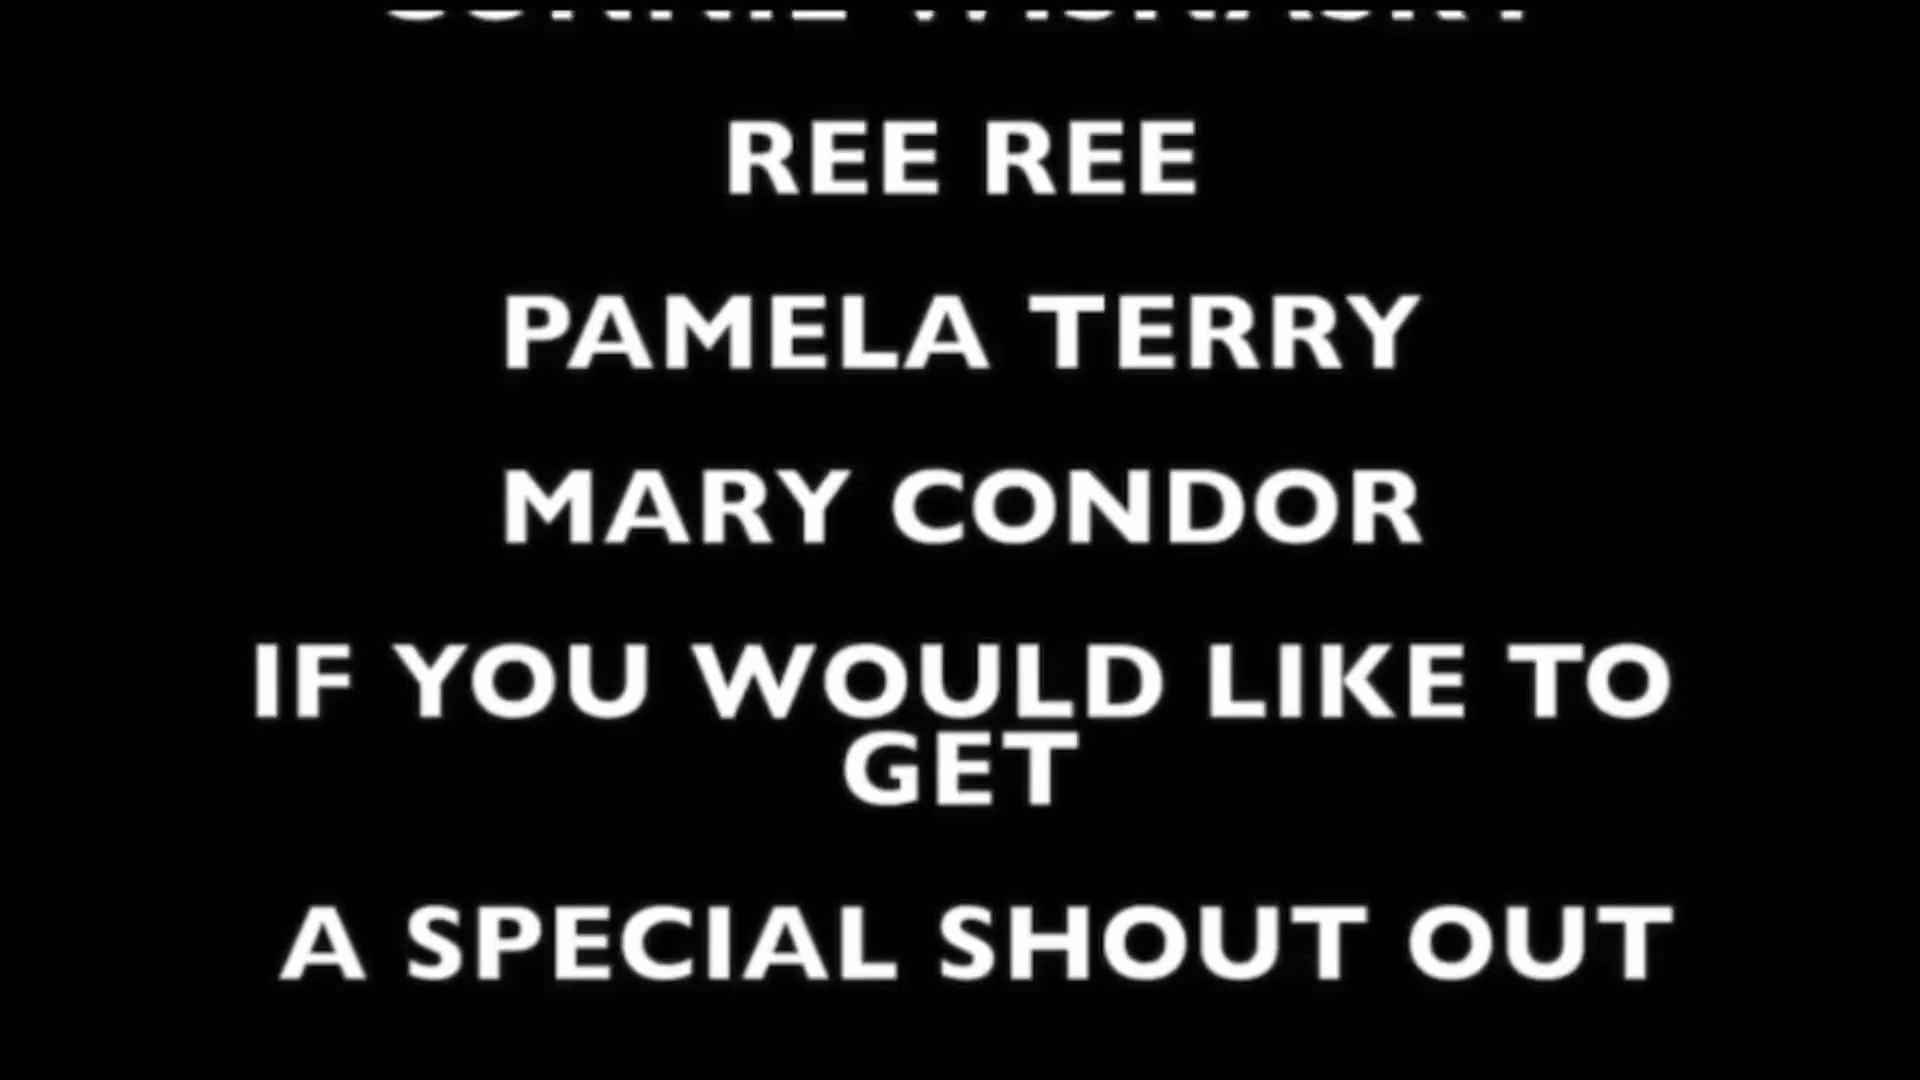 REE REE
PAMELA TERRY
MARY CONDOR
IF YOU WOULD LIKE TO
GET
A SPECIAL SHOUT OUT